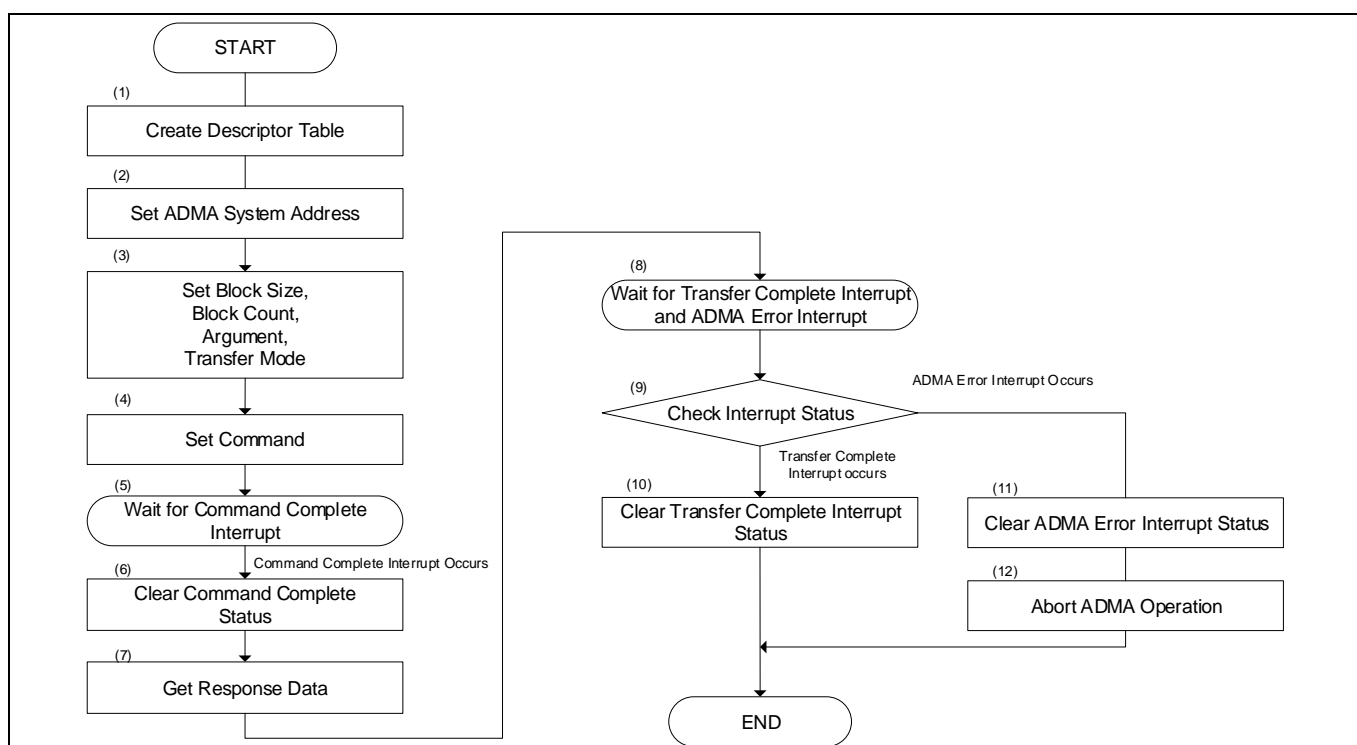 START
(1)
Create Descriptor Table
(2)
Set ADMA System Address
(3)
Set Block Size,
Block Count,
Argument,
Transfer Mode
(4)
Set Command
(5)
Wait for Command Complete
Interrupt
Command Complete Interrupt Occurs
(6)
Clear Command Complete
Status
(7)
Get Response Data
(8)
Wait for Transfer Complete Interrupt
and ADMA Error Interrupt
(9)
Check Interrupt Status
ADMA Error Interrupt Occurs
Transfer Complete
Interrupt occurs
(10)
Clear Transfer Complete Interrupt
Status
(11)
Clear ADMA Error Interrupt Status
(12)
Abort ADMA Operation
END